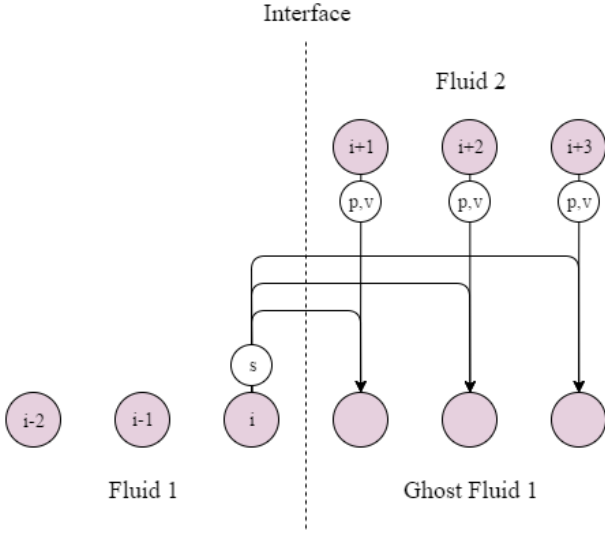 Interface
Fluid 2
i+1 i+2 i+3
p,v p,v p,v
s
i-2 i-1 i
Fluid 1 Ghost Fluid 1